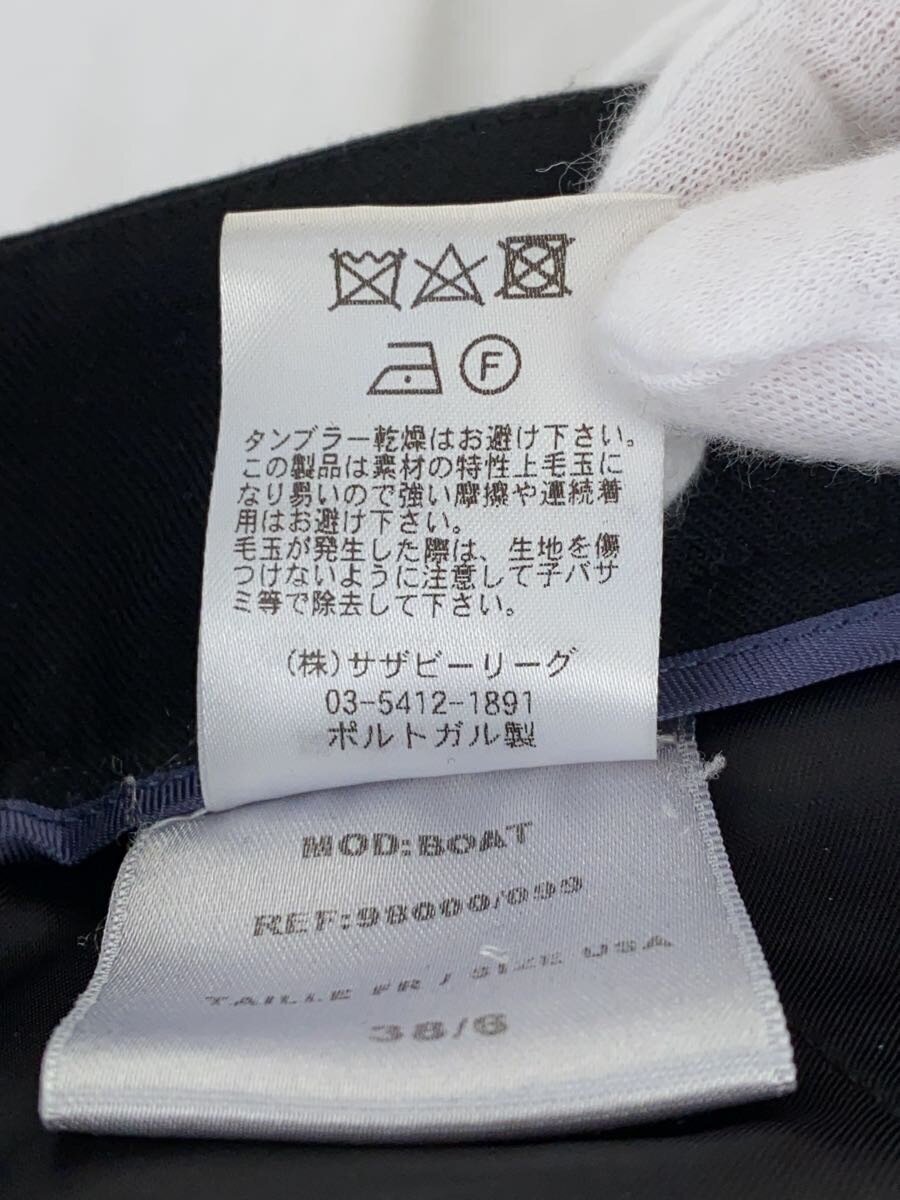 F
タンブラー乾燥はお避け下さい。
この製品は素材の特性上毛玉に
なり易いので強い摩擦や連続着
用はお避け下さい。
毛玉が発生した際は、生地を傷
つけないように注意して子バサ
ミ等で除去して下さい。
(株)サザビーリーグ
03-5412-1891
ポルトガル製
MOD:BOAT
REF:98000/099
TAILLE FR / SIZE USA
38/6